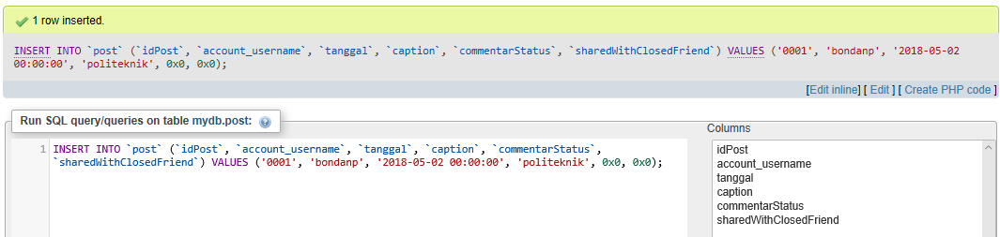 1 row inserted.
INSERT INTO `post` (`idPost`, `account_username`, `tanggal`, `caption`, `commentarStatus`, `sharedWithClosedFriend`) VALUES ('0001', 'bondanp', '2018-05-02
00:00:00', 'politeknik', 0x0, 0x0);
[Edit inline] [ Edit ] [ Create PHP code ]
Run SQL query/queries on table mydb.post:
Columns
1 INSERT INTO `post` (`idPost`, `account_username`, `tanggal`, `caption`, `commentarStatus`,
`sharedWithClosedFriend`) VALUES ('0001', 'bondanp', '2018-05-02 00:00:00', 'politeknik', 0x0, 0x0);
idPost
account_username
tanggal
caption
commentarStatus
sharedWithClosedFriend